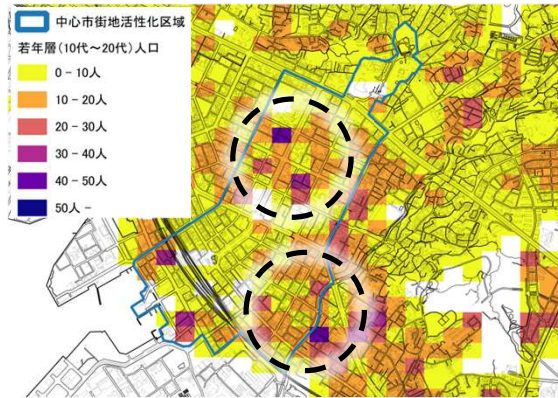 中心市街地活性化区域
若年層(10代～20代)人口
0－10人
10－20人
20－30人
30－40人
40－50人
50人－